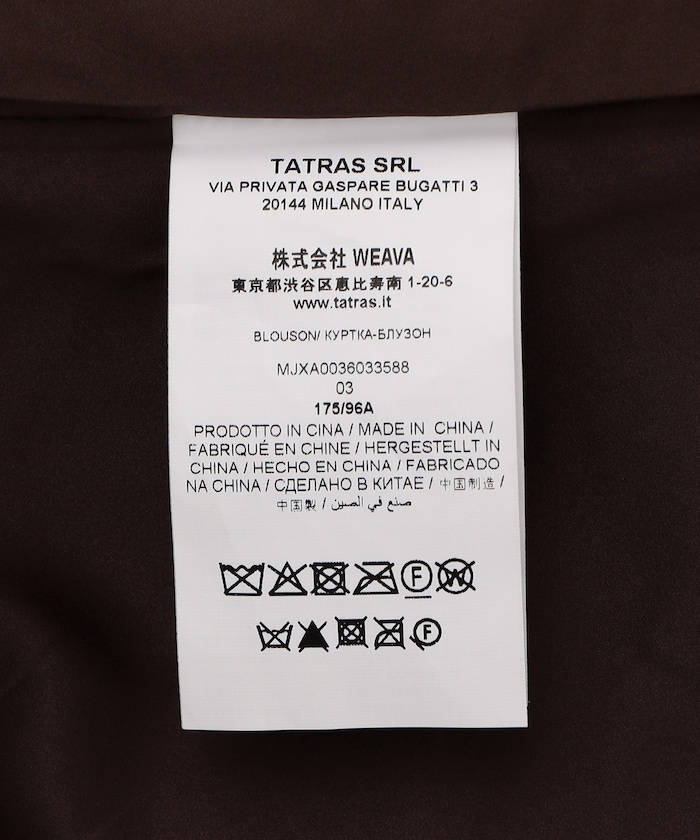 TATRAS SRL
VIA PRIVATA GASPARE BUGATTI 3
20144 MILANO ITALY
株式会社 WEAVA
東京都渋谷区恵比寿南 1-20-6
www.tatras.it
BLOUSON/ КУРТКА-БЛУЗОН
MJXA0036033588
03
175/96A
PRODOTTO IN CINA / MADE IN CHINA /
FABRIQUÉ EN CHINE / HERGESTELLT IN
CHINA / HECHO EN CHINA / FABRICADO
NA CHINA / СДЕЛАНО В КИТАЕ / 中国制造 /
中国製 / صنع في الصين
F W
F